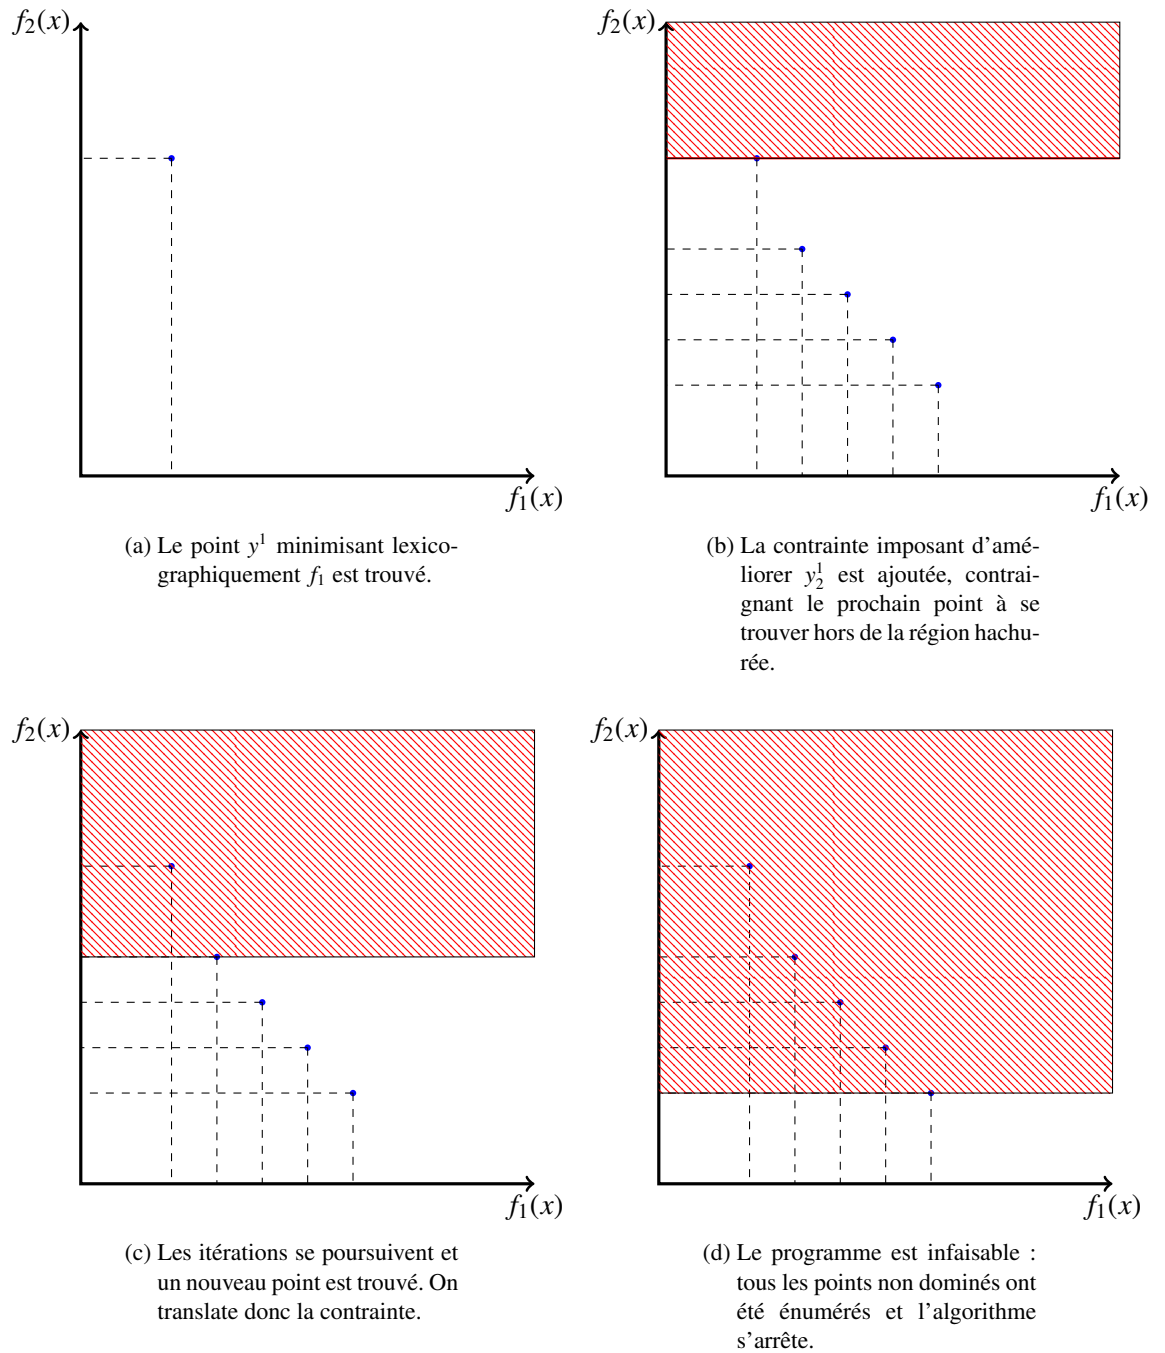 f₂(x)
f₁(x)
(a) Le point y¹ minimisant lexico-
graphiquement f₁ est trouvé.
f₂(x)
f₁(x)
(b) La contrainte imposant d'amé-
liorer y₂¹ est ajoutée, contrai-
gnant le prochain point à se
trouver hors de la région hachu-
rée.
f₂(x)
f₁(x)
(c) Les itérations se poursuivent et
un nouveau point est trouvé. On
translate donc la contrainte.
f₂(x)
f₁(x)
(d) Le programme est infaisable :
tous les points non dominés ont
été énumérés et l'algorithme
s'arrête.